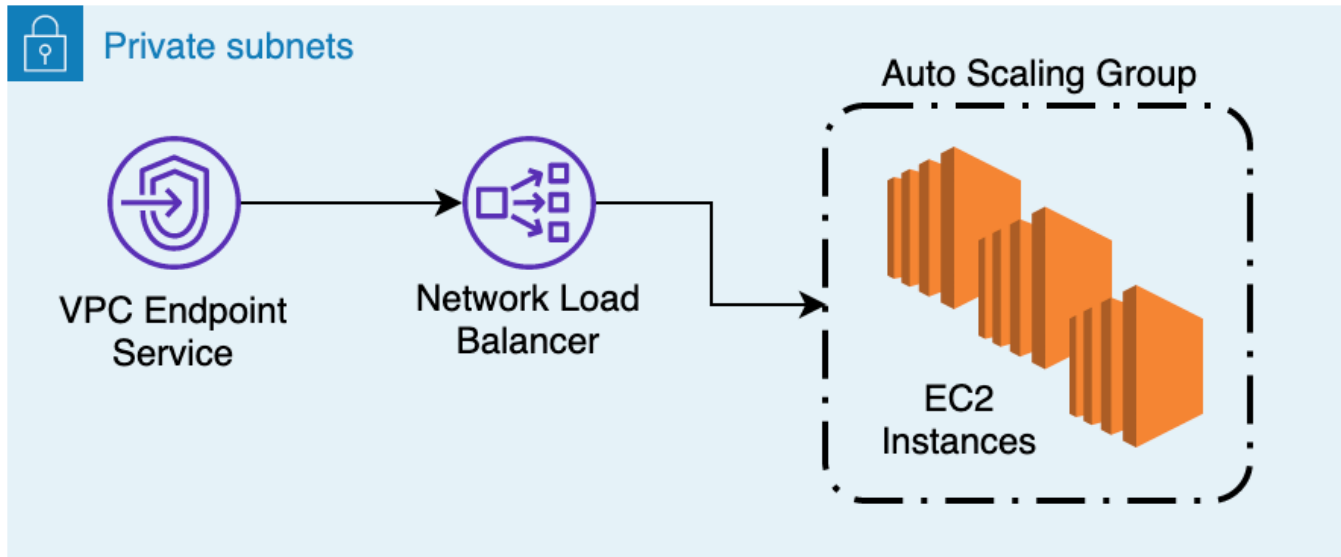 Private subnets
Auto Scaling Group
VPC Endpoint
Service
Network Load
Balancer
EC2
Instances